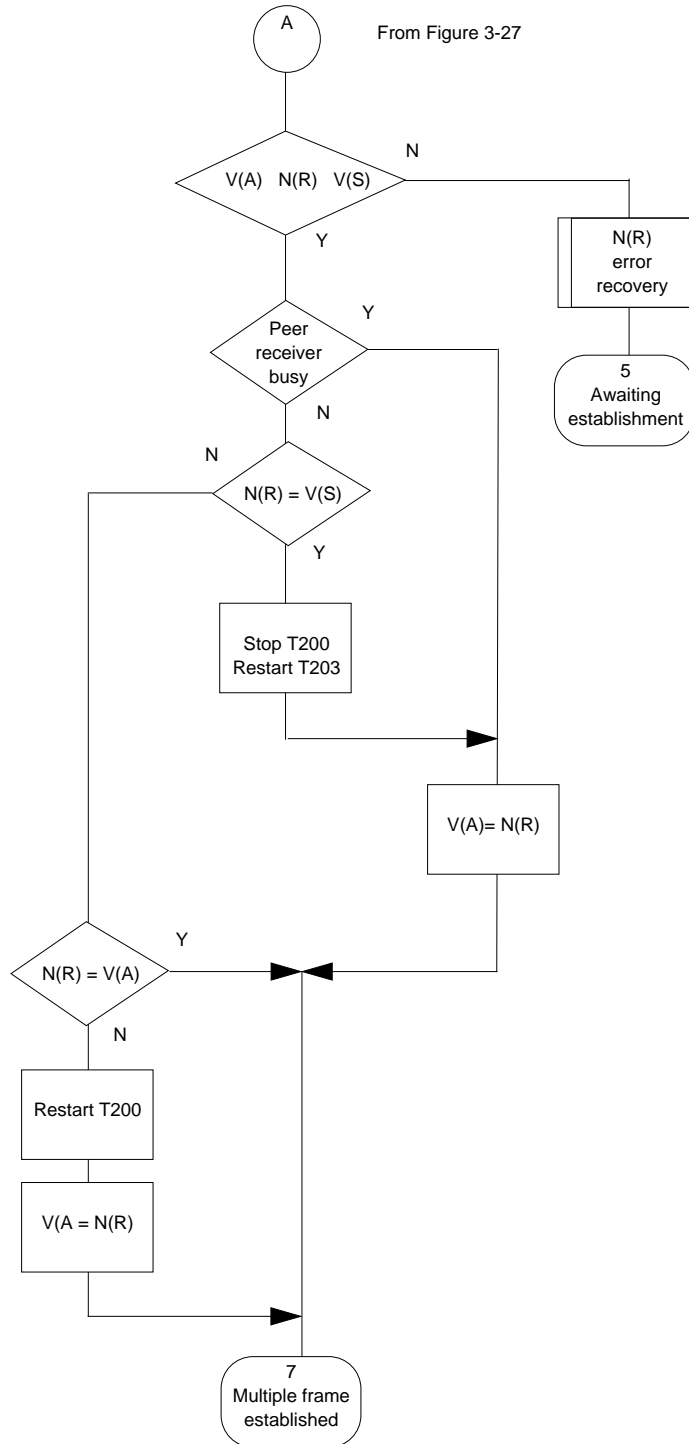 A
From Figure 3-27
N
V(A) N(R) V(S)
Y
N(R)
error
recovery
Peer
receiver
busy
Y
N
5
Awaiting
establishment
N
N(R) = V(S)
Y
Stop T200
Restart T203
V(A)= N(R)
Y
N(R) = V(A)
N
Restart T200
V(A = N(R)
7
Multiple frame
established